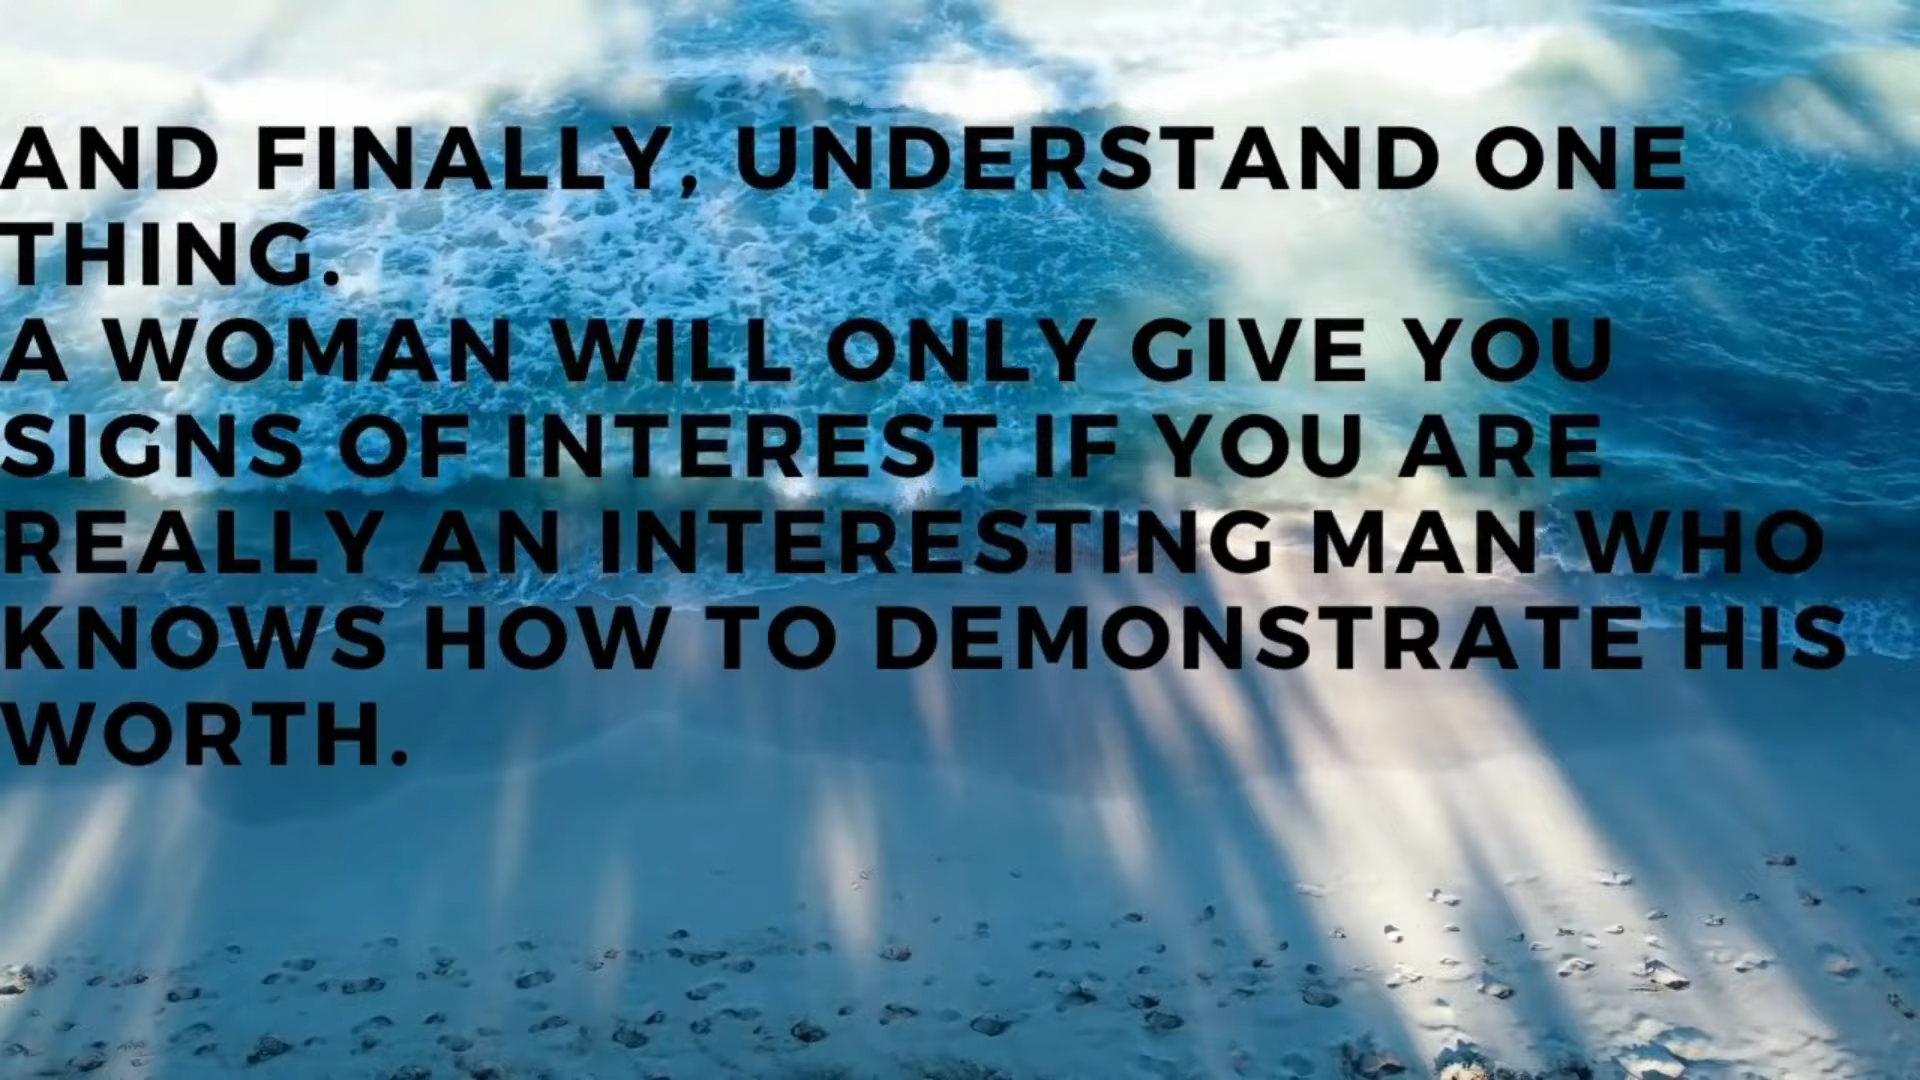 AND FINALLY, UNDERSTAND ONE
THING.
A WOMAN WILL ONLY GIVE YOU
SIGNS OF INTEREST IF YOU ARE
REALLY AN INTERESTING MAN WHO
KNOWS HOW TO DEMONSTRATE HIS
WORTH.